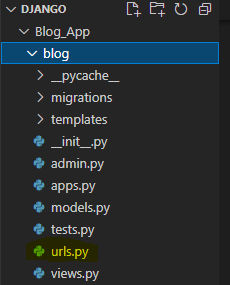 DJANGO
Blog_App
blog
__pycache__
migrations
templates
__init__.py
admin.py
apps.py
models.py
tests.py
urls.py
views.py